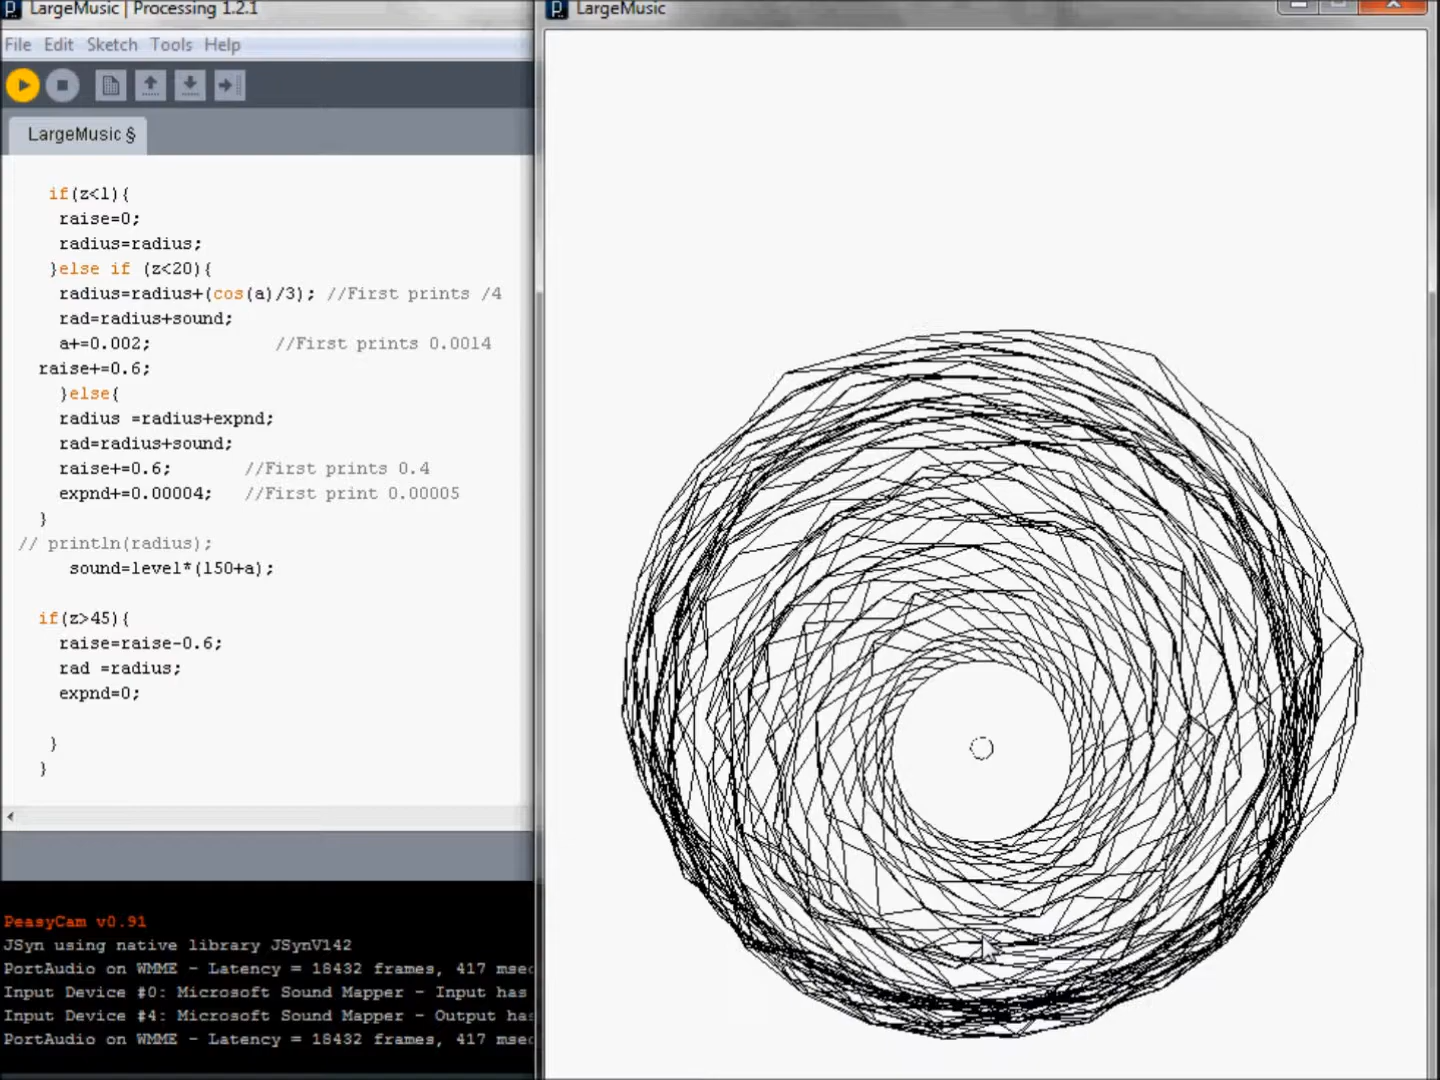 LargeMusic | Processing 1.2.1
File Edit Sketch Tools Help
LargeMusic §
if(z<1){
raise=0;
radius=radius;
}else if (z<20){
radius=radius+(cos(a)/3); //First prints /4
rad=radius+sound;
a+=0.002; //First prints 0.0014
raise+=0.6;
}else{
radius =radius+expnd;
rad=radius+sound;
raise+=0.6; //First prints 0.4
expnd+=0.00004; //First print 0.00005
}
// println(radius);
sound=level*(150+a);
if(z>45){
raise=raise-0.6;
rad =radius;
expnd=0;
}
}
PeasyCam v0.91
JSyn using native library JSynV142
PortAudio on WMME - Latency = 18432 frames, 417 msec
Input Device #0: Microsoft Sound Mapper - Input has
Input Device #4: Microsoft Sound Mapper - Output has
PortAudio on WMME - Latency = 18432 frames, 417 msec
LargeMusic